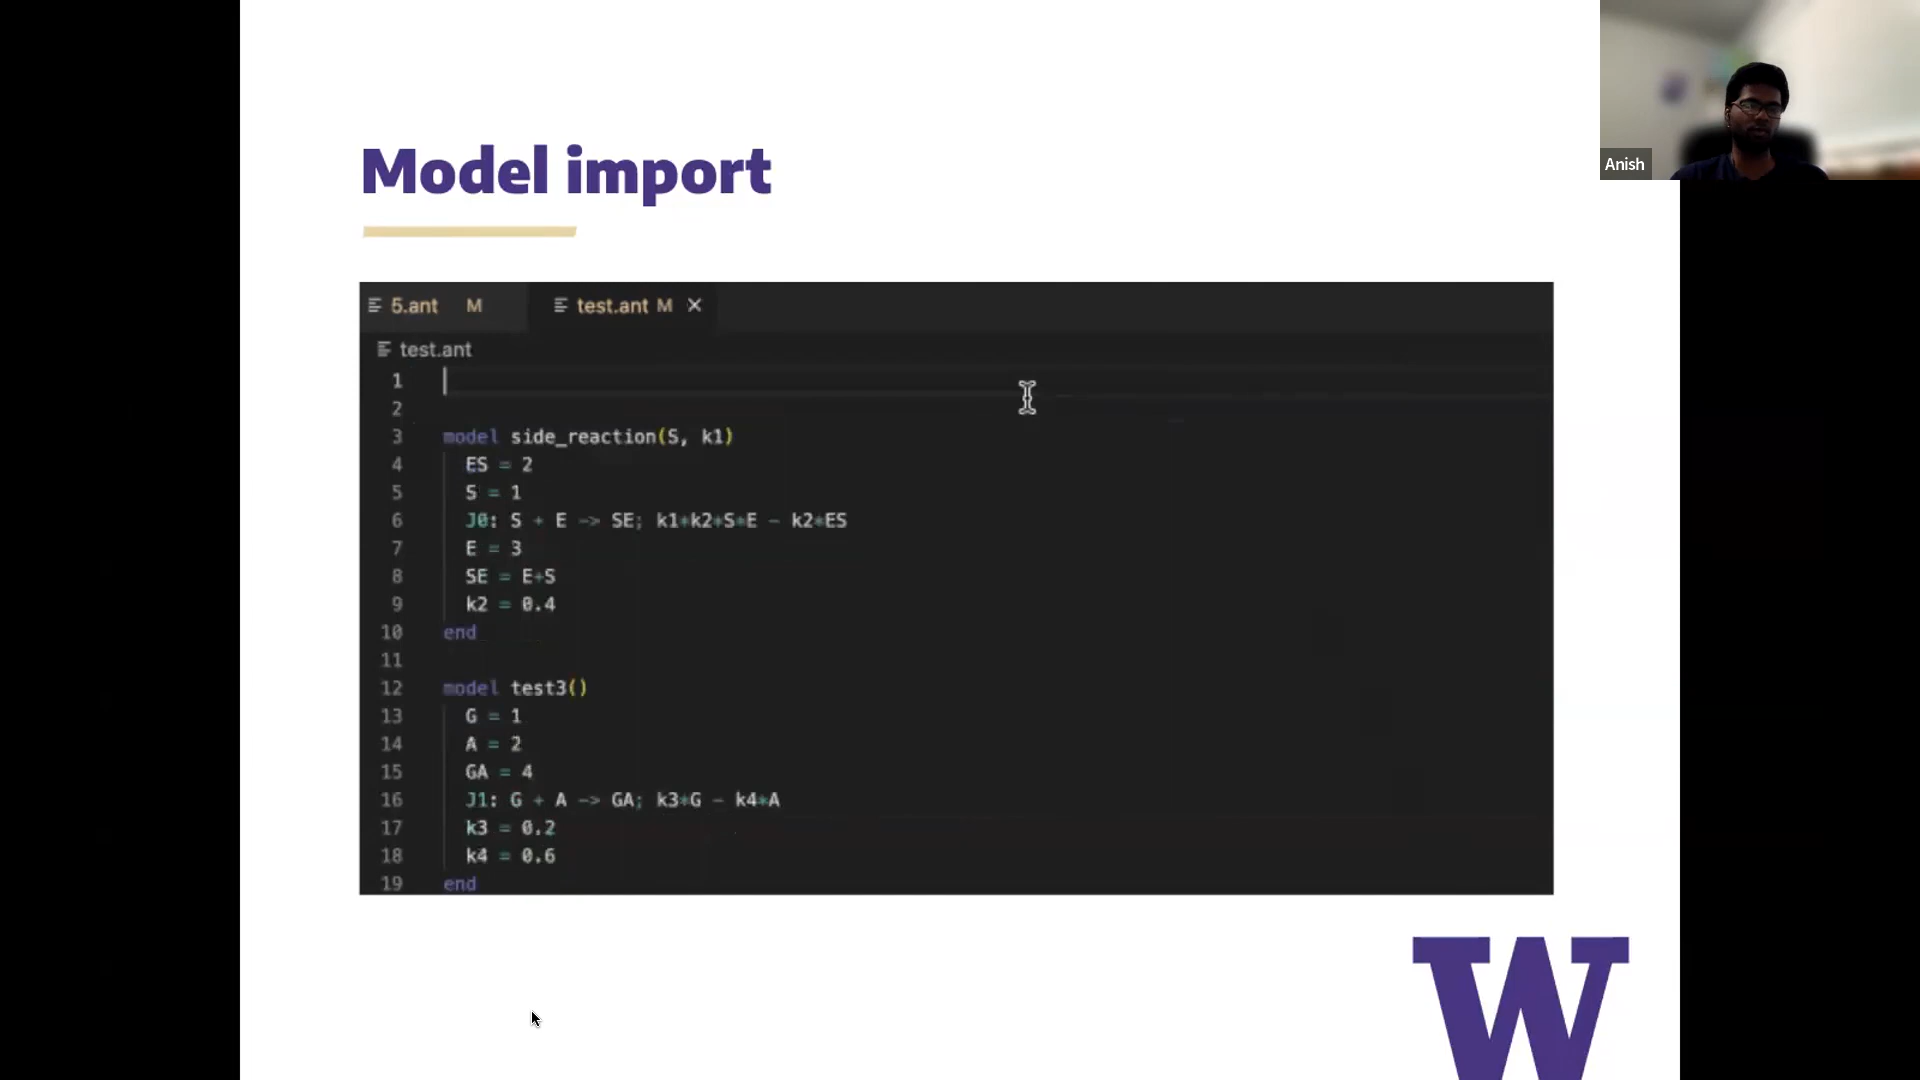 Model import
Anish
5.ant M
test.ant M
test.ant
1
2
3 model side_reaction(S, k1)
4 ES = 2
5 S = 1
6 J0: S + E -> SE; k1*k2*S*E - k2*ES
7 E = 3
8 SE = E+S
9 k2 = 0.4
10 end
11
12 model test3()
13 G = 1
14 A = 2
15 GA = 4
16 J1: G + A -> GA; k3*G - k4*A
17 k3 = 0.2
18 k4 = 0.6
19 end
W